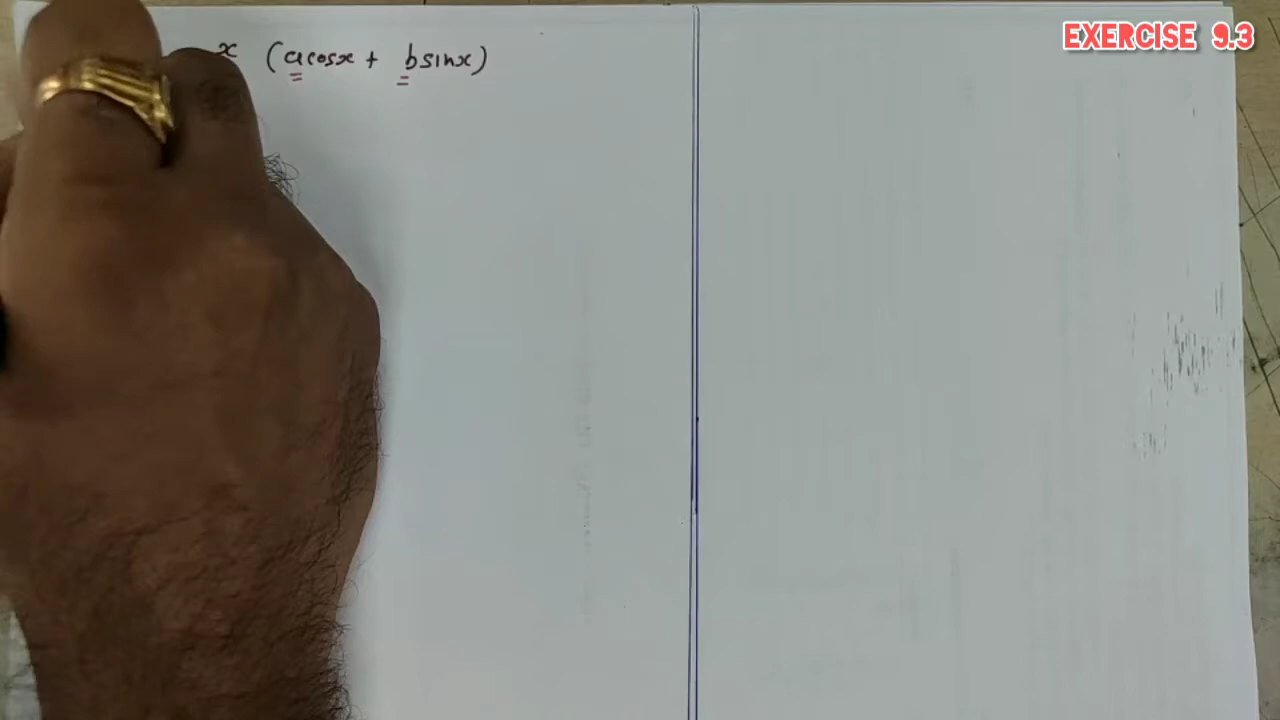 EXERCISE 9.3
x (acosx + bsinx)